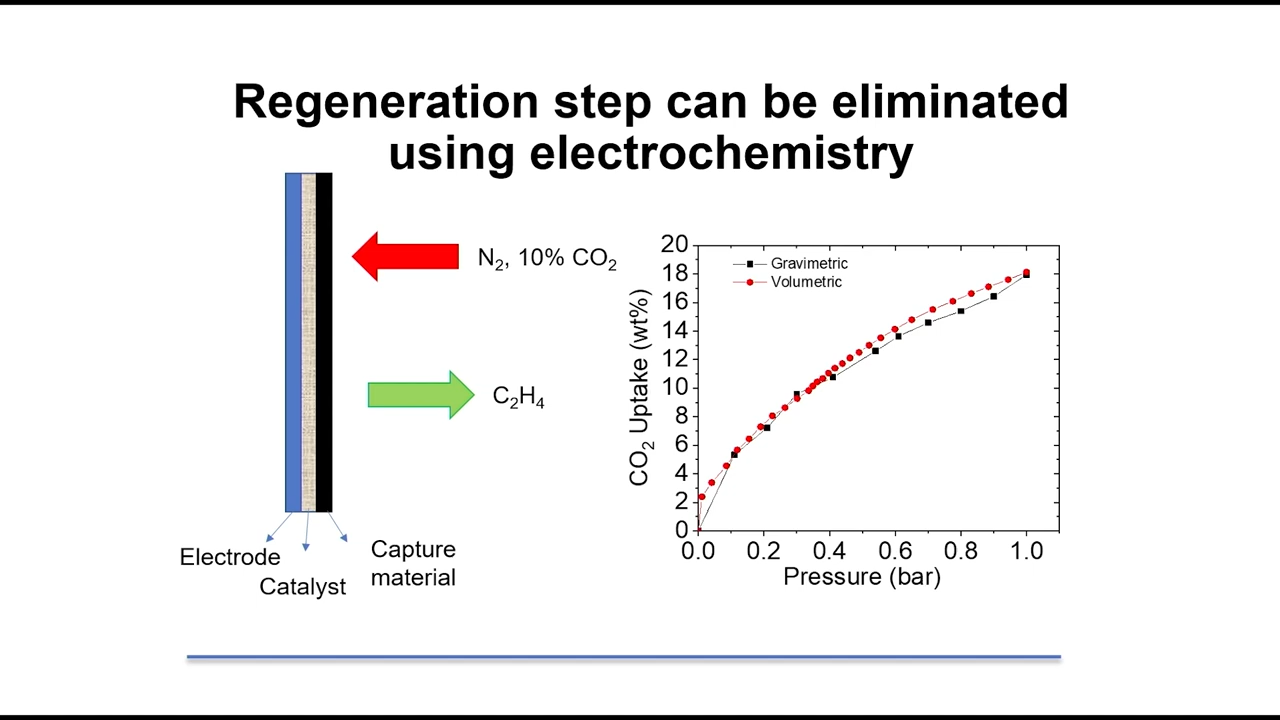 Regeneration step can be eliminated
using electrochemistry
N₂, 10% CO₂
C₂H₄
Electrode
Catalyst
Capture
material
Gravimetric
Volumetric
CO₂ Uptake (wt%)
20
18
16
14
12
10
8
6
4
2
0
0.0 0.2 0.4 0.6 0.8 1.0
Pressure (bar)